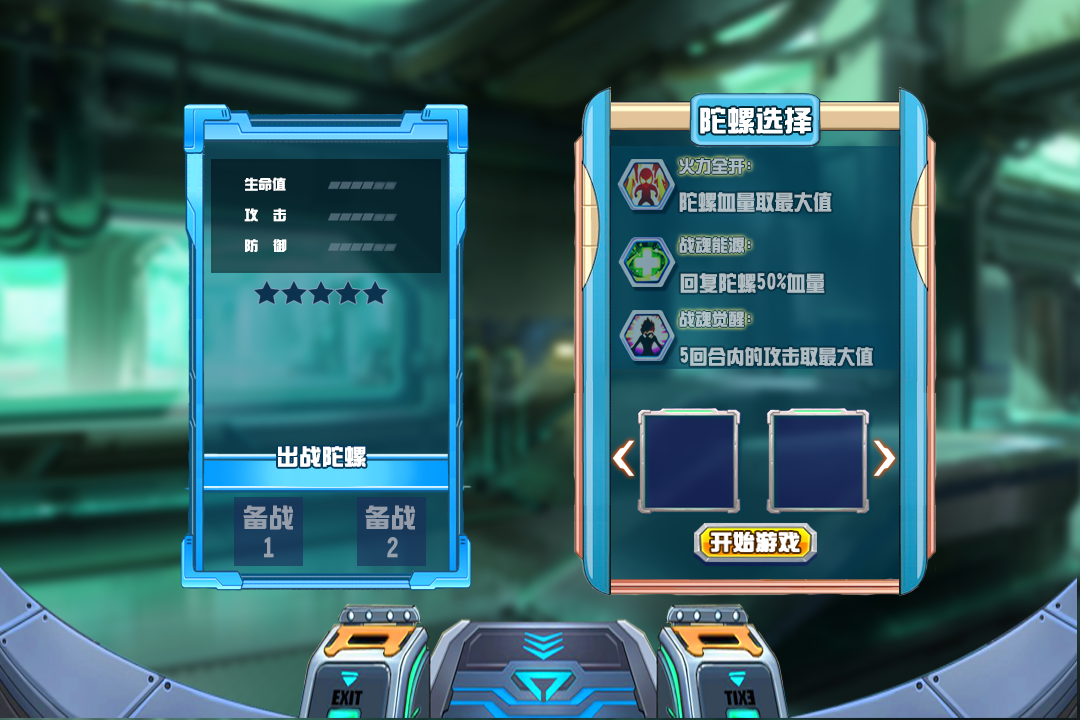 生命值
攻 击
防 御
出战陀螺
备战
1
备战
2
陀螺选择
火力全开:
陀螺血量取最大值
战魂能源:
回复陀螺50%血量
战魂觉醒:
5回合内的攻击取最大值
开始游戏
EXIT
EXIT